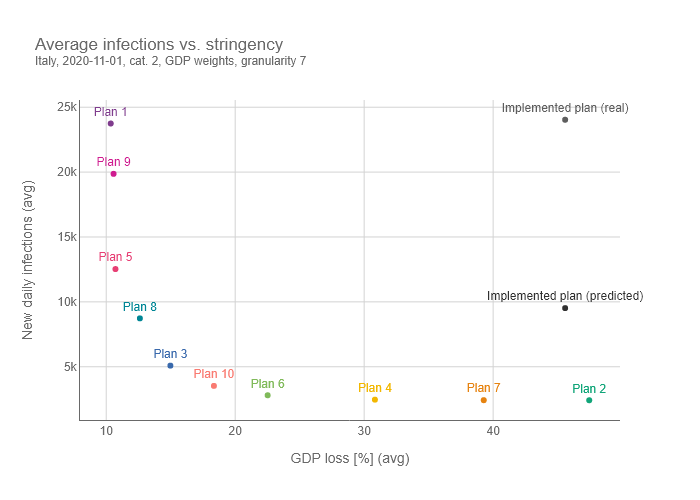 Average infections vs. stringency
Italy, 2020-11-01, cat. 2, GDP weights, granularity 7
25k
Plan 1
Implemented plan (real)
20k
Plan 9
15k
Plan 5
10k
Plan 8
Implemented plan (predicted)
5k
Plan 3
Plan 10
Plan 6
Plan 4
Plan 7
Plan 2
New daily infections (avg)
10
20
30
40
GDP loss [%] (avg)